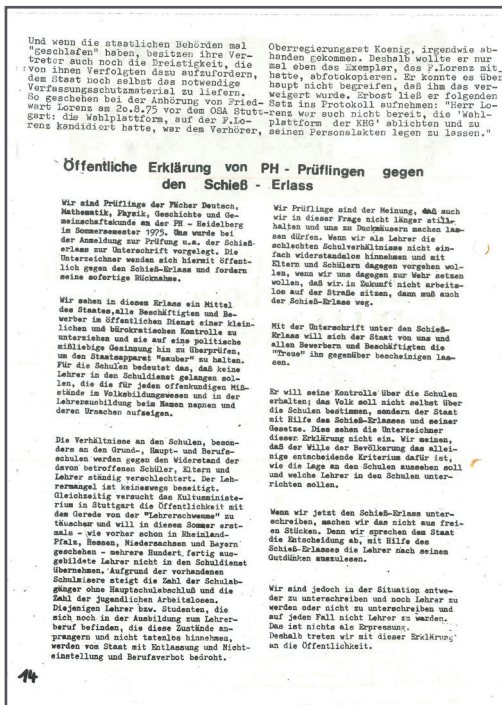 Und wenn die staatlichen Behörden mal
"geschlafen" haben, besitzen ihre Ver-
treter auch noch die Dreistigkeit, die
von ihnen Verfolgten dazu aufzufordern,
dem Staat noch selbst das notwendige
Verfassungsschutzmaterial zu liefern.
So geschehen bei der Anhörung von Fried-
wart Lorenz am 20.8.75 vor dem OSA Stutt-
gart: die Wahlplattform, auf der F.Lo-
renz kandidiert hatte, war dem Verhörer,
Oberregierungsrat Koenig, irgendwie ab-
handen gekommen. Deshalb wollte er nur
mal eben das Exemplar, das F.Lorenz mit
hatte, abfotokopieren. Er konnte es über
haupt nicht begreifen, daß ihm das ver-
weigert wurde. Erbost ließ er folgenden
Satz ins Protokoll aufnehmen: "Herr Lo-
renz war auch nicht bereit, die 'Wahl-
plattform der KHG' ablichten und zu
seinen Personalakten legen zu lassen."
Öffentliche Erklärung von PH - Prüflingen gegen
den Schieß - Erlass
Wir sind Prüflinge der Fächer Deutsch,
Mathematik, Physik, Geschichte und Ge-
meinschaftskunde an der PH - Heidelberg
im Sommersemester 1975. Uns wurde bei
der Anmeldung zur Prüfung u.a. der Schieß-
erlass zur Unterschrift vorgelegt. Die
Unterzeichner wenden sich hiermit öffent-
lich gegen den Schieß-Erlass und fordern
seine sofortige Rücknahme.
Wir sehen in diesem Erlass ein Mittel
des Staates,alle Beschäftigten und Be-
werber im öffentlichen Dienst einer klein-
lichen und bürokratischen Kontrolle zu
unterziehen und sie auf eine politische
mißliebige Gesinnung hin zu überprüfen,
um den Staatsapparat "sauber" zu halten.
Für die Schulen bedeutet das, daß keine
Lehrer in den Schuldienst gelangen sol-
len, die die für jeden offenkundigen Miß-
stände im Volksbildungswesen und in der
Lehrerausbildung beim Namen nennen und
deren Ursachen aufzeigen.
Die Verhältnisse an den Schulen, beson-
ders an den Grund-, Haupt- und Berufs-
schulen werden gegen den Widerstand der
davon betroffenen Schüler, Eltern und
Lehrer ständig verschlechtert. Der Leh-
rermangel ist keineswegs beseitigt.
Gleichzeitig versucht das Kultusministe-
rium in Stuttgart die Öffentlichkeit mit
dem Gerede von der "Lehrerschwemme" zu
täuschen und will in diesem Sommer erst-
mals - wie vorher schon in Rheinland-
Pfalz, Hessen, Niedersachsen und Bayern
geschehen - mehrere Hundert fertig aus-
gebildete Lehrer nicht in den Schuldienst
übernehmen. Aufgrund der vorhandenen
Schulmisere steigt die Zahl der Schulab-
gänger ohne Hauptschulabschluß und die
Zahl der jugendlichen Arbeitslosen.
Diejenigen Lehrer bzw. Studenten, die
sich noch in der Ausbildung zum Lehrer-
beruf befinden, die diese Zustände an-
prangern und nicht tatenlos hinnehmen,
werden vom Staat mit Entlassung und Nicht-
einstellung und Berufsverbot bedroht.
Wir Prüflinge sind der Meinung, daß auch
wir in dieser Frage nicht länger still-
halten und uns zu Duckmäusern machen las-
sen dürfen. Wenn wir als Lehrer die
schlechten Schulverhältnisse nicht ein-
fach widerstandslos hinnehmen und mit
Eltern und Schülern dagegen vorgehen wol-
len, wenn wir uns dagegen zur Wehr setzen
wollen, daß wir in Zukunft nicht arbeits-
los auf der Straße sitzen, dann muß auch
der Schieß-Erlass weg.
Mit der Unterschrift unter den Schieß-
Erlass will sich der Staat von uns und
allen Bewerbern und Beschäftigten die
"Treue" ihm gegenüber bescheinigen las-
sen.
Er will seine Kontrolle über die Schulen
erhalten; das Volk soll nicht selbst über
die Schulen bestimmen, sondern der Staat
mit Hilfe des Schieß-Erlasses und seiner
Gesetze. Dies sehen die Unterzeichner
dieser Erklärung nicht ein. Wir meinen,
daß der Wille der Bevölkerung das allei-
nige entscheidende Kriterium dafür ist,
wie die Lage an den Schulen aussehen soll
und welche Lehrer in den Schulen unter-
richten sollen.
Wenn wir jetzt den Schieß-Erlass unter-
schreiben, machen wir das nicht aus frei-
en Stücken. Denn wir sprechen dem Staat
die Entscheidung ab, mit Hilfe des
Schieß-Erlasses die Lehrer nach seinem
Gutdünken auszulesen.
Wir sind jedoch in der Situation entwe-
der zu unterschreiben und noch Lehrer zu
werden oder nicht zu unterschreiben und
auf jeden Fall nicht Lehrer zu warden.
Das ist nichts als Erpressung.
Deshalb treten wir mit dieser Erklärung
an die Öffentlichkeit.
14